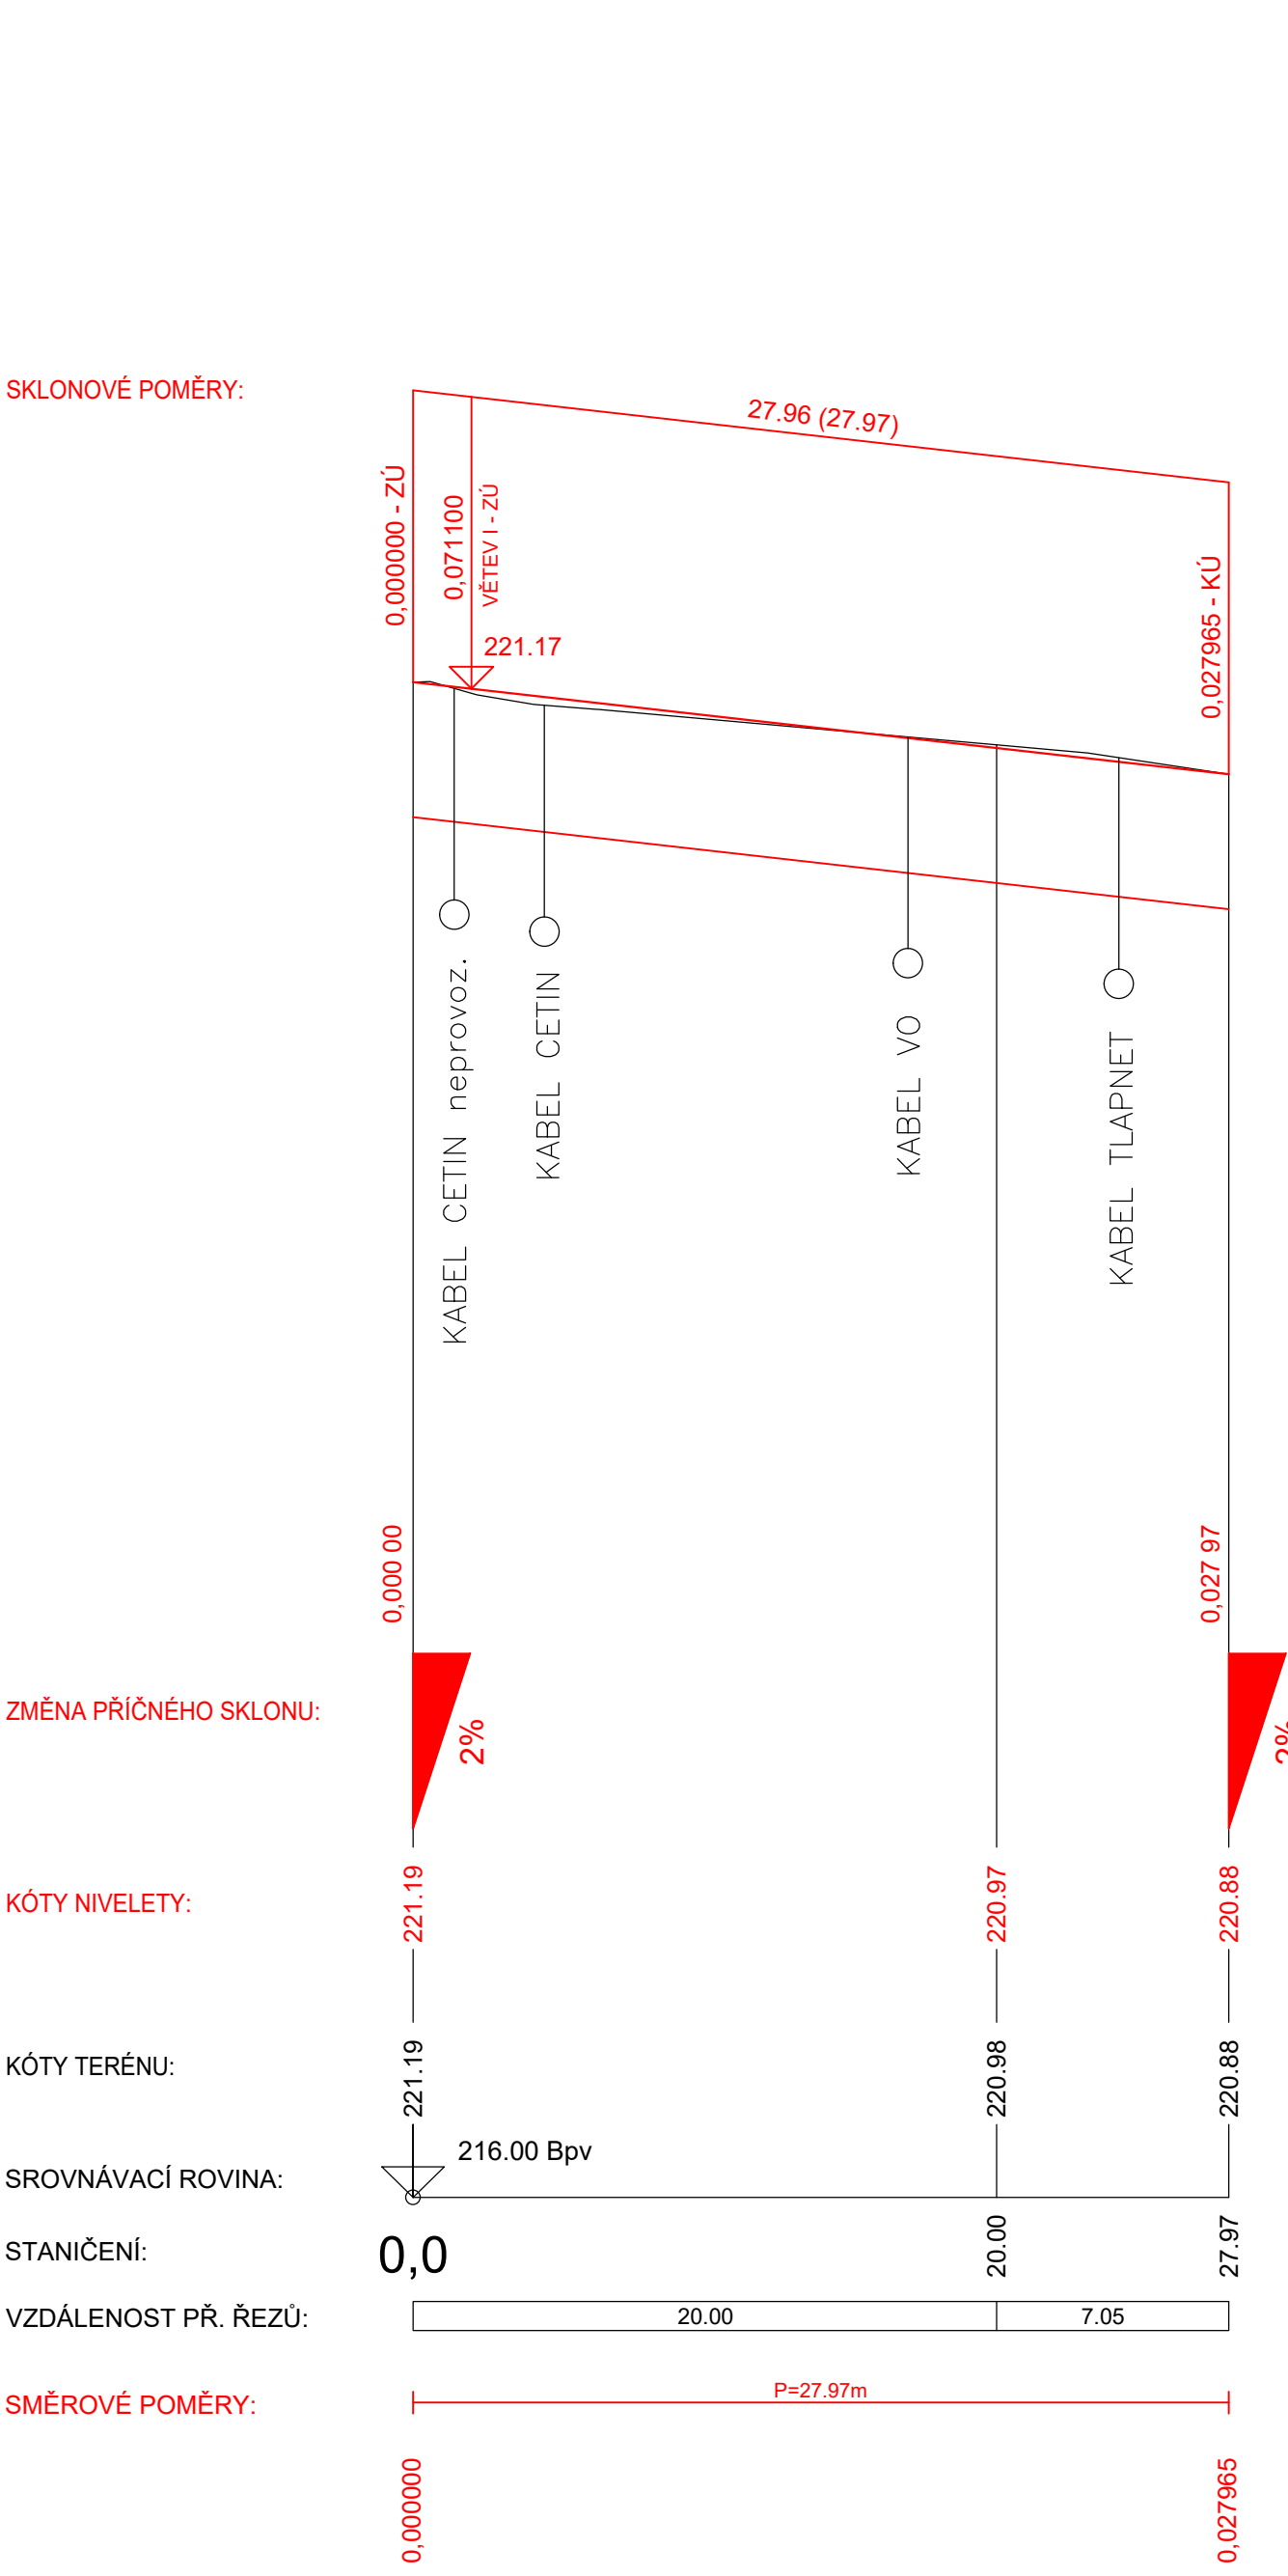 SKLONOVÉ POMĚRY:
27.96 (27.97)
0,000000 - ZÚ
0,071100
VĚTEV I - ZÚ
221.17
0,027965 - KÚ
KABEL CETIN neprovoz.
KABEL CETIN
KABEL VO
KABEL TLAPNET
0,000 00
0,027 97
ZMĚNA PŘÍČNÉHO SKLONU:
2%
2%
KÓTY NIVELETY:
221.19
220.97
220.88
KÓTY TERÉNU:
221.19
220.98
220.88
SROVNÁVACÍ ROVINA:
216.00 Bpv
STANIČENÍ:
0,0
20.00
27.97
VZDÁLENOST PŘ. ŘEZŮ:
20.00
7.05
SMĚROVÉ POMĚRY:
P=27.97m
0,000000
0,027965